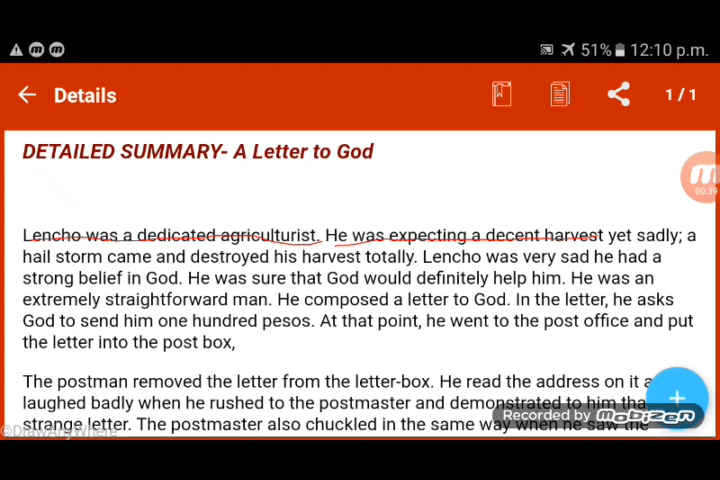 51% 12:10 p.m.
Details
1 / 1
DETAILED SUMMARY- A Letter to God
00:39
Lencho was a dedicated agriculturist. He was expecting a decent harvest yet sadly; a
hail storm came and destroyed his harvest totally. Lencho was very sad he had a
strong belief in God. He was sure that God would definitely help him. He was an
extremely straightforward man. He composed a letter to God. In the letter, he asks
God to send him one hundred pesos. At that point, he went to the post office and put
the letter into the post box,
The postman removed the letter from the letter-box. He read the address on it
laughed badly when he rushed to the postmaster and demonstrated to him
strange letter. The postmaster also chuckled in the same way when he saw the
Recorded by MOBIZEN
©DrawAnyWhere